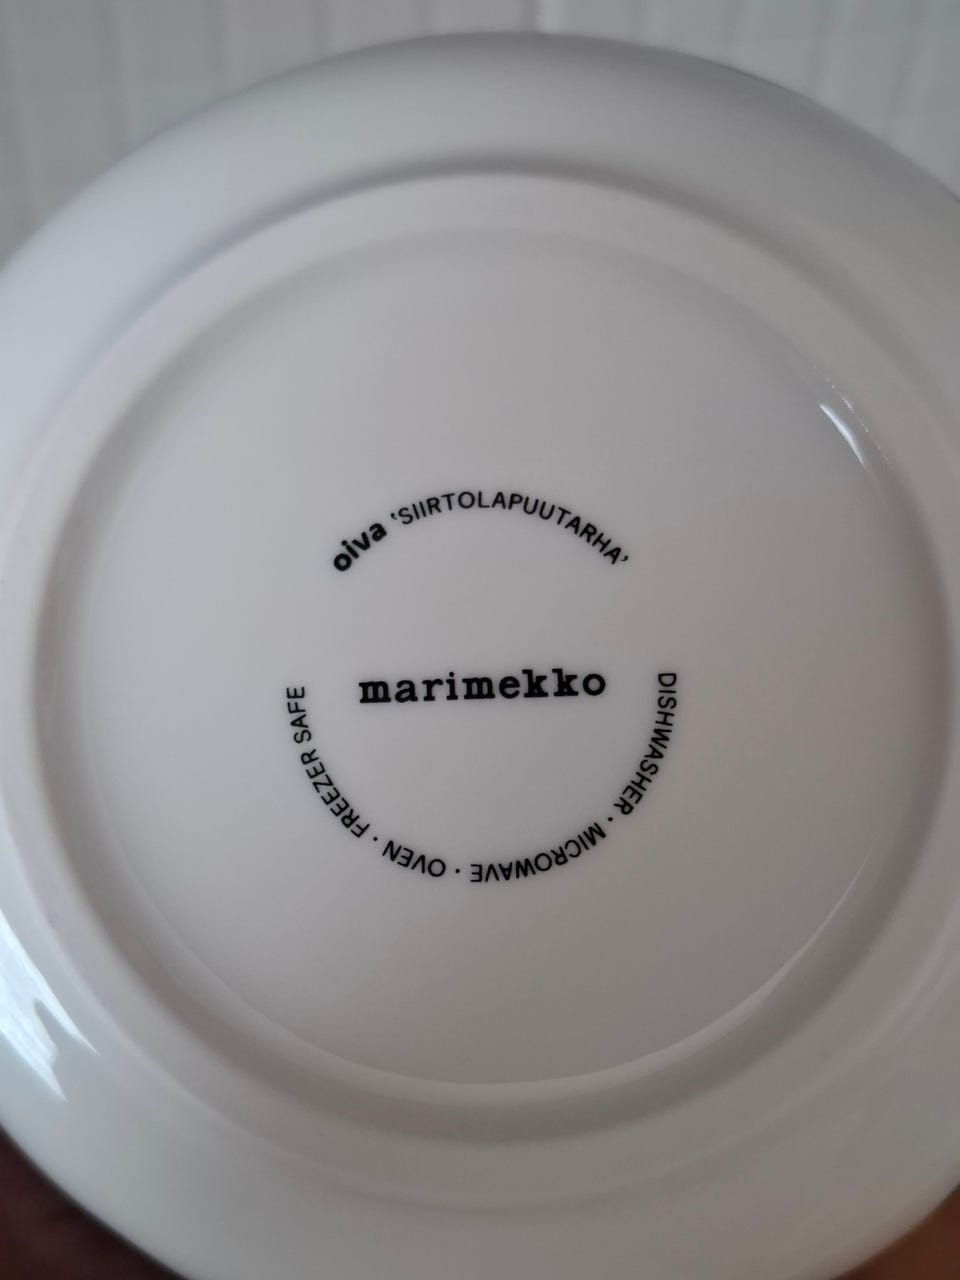 oiva 'SIIRTOLAPUUTARHA'
marimekko
DISHWASHER · MICROWAVE · OVEN · FREEZER SAFE